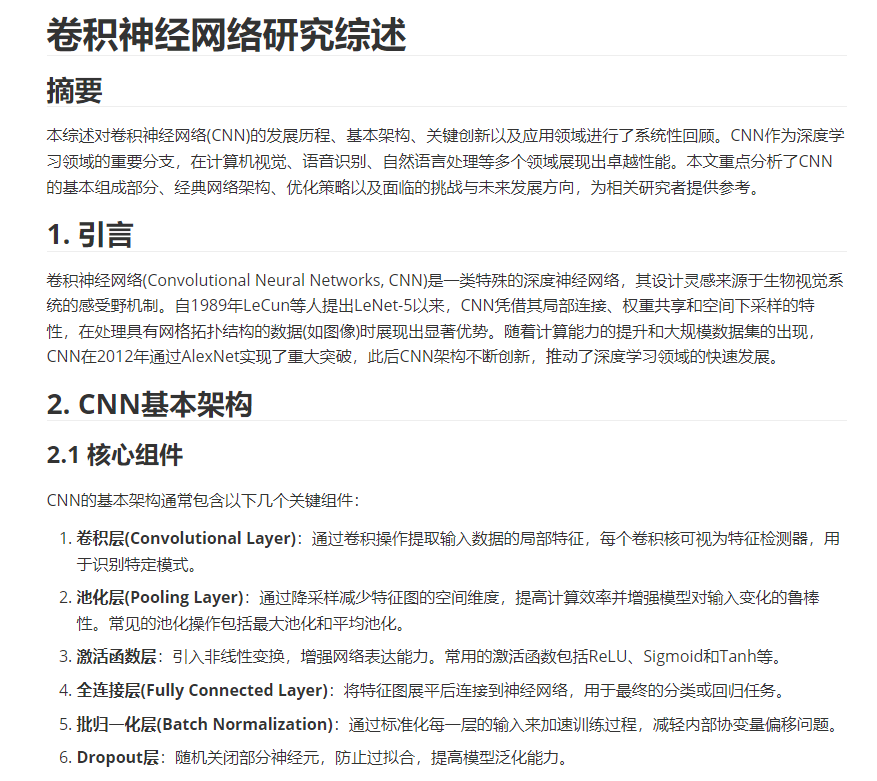 卷积神经网络研究综述
摘要
本综述对卷积神经网络(CNN)的发展历程、基本架构、关键创新以及应用领域进行了系统性回顾。CNN作为深度学
习领域的重要分支，在计算机视觉、语音识别、自然语言处理等多个领域展现出卓越性能。本文重点分析了CNN
的基本组成部分、经典网络架构、优化策略以及面临的挑战与未来发展方向，为相关研究者提供参考。
1. 引言
卷积神经网络(Convolutional Neural Networks, CNN)是一类特殊的深度神经网络，其设计灵感来源于生物视觉系
统的感受野机制。自1989年LeCun等人提出LeNet-5以来，CNN凭借其局部连接、权重共享和空间下采样的特
性，在处理具有网格拓扑结构的数据(如图像)时展现出显著优势。随着计算能力的提升和大规模数据集的出现，
CNN在2012年通过AlexNet实现了重大突破，此后CNN架构不断创新，推动了深度学习领域的快速发展。
2. CNN基本架构
2.1 核心组件
CNN的基本架构通常包含以下几个关键组件：
1. 卷积层(Convolutional Layer)：通过卷积操作提取输入数据的局部特征，每个卷积核可视为特征检测器，用
于识别特定模式。
2. 池化层(Pooling Layer)：通过降采样减少特征图的空间维度，提高计算效率并增强模型对输入变化的鲁棒
性。常见的池化操作包括最大池化和平均池化。
3. 激活函数层：引入非线性变换，增强网络表达能力。常用的激活函数包括ReLU、Sigmoid和Tanh等。
4. 全连接层(Fully Connected Layer)：将特征图展平后连接到神经网络，用于最终的分类或回归任务。
5. 批归一化层(Batch Normalization)：通过标准化每一层的输入来加速训练过程，减轻内部协变量偏移问题。
6. Dropout层：随机关闭部分神经元，防止过拟合，提高模型泛化能力。